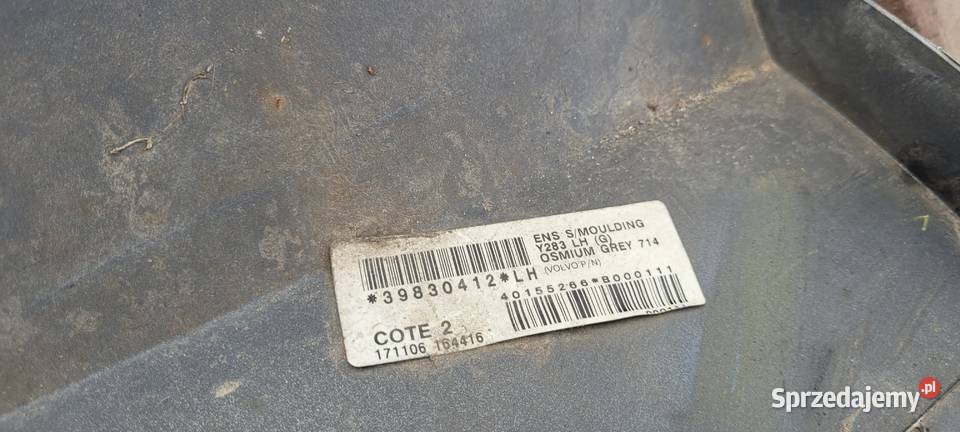 ENS S/MOULDING
Y283 LH (G)
OSMIUM GREY 714
(VOLVO P/N)
*39830412*LH
40155266*B000111
COTE 2
171106 164416
Sprzedajemy.pl